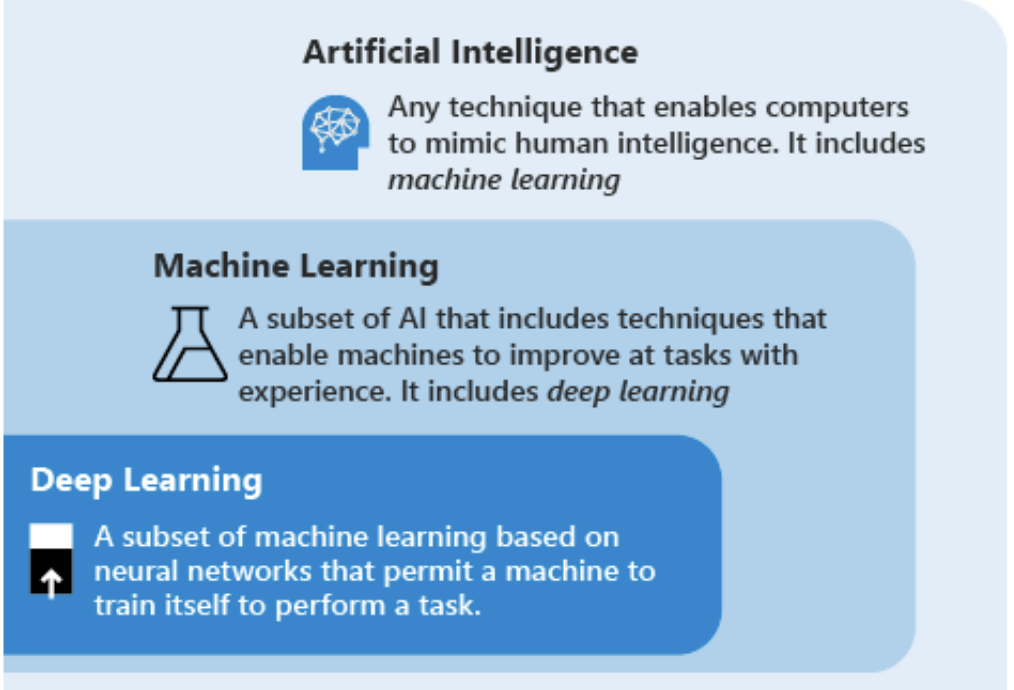 Artificial Intelligence
Any technique that enables computers
to mimic human intelligence. It includes
machine learning
Machine Learning
A subset of AI that includes techniques that
enable machines to improve at tasks with
experience. It includes deep learning
Deep Learning
A subset of machine learning based on
neural networks that permit a machine to
train itself to perform a task.